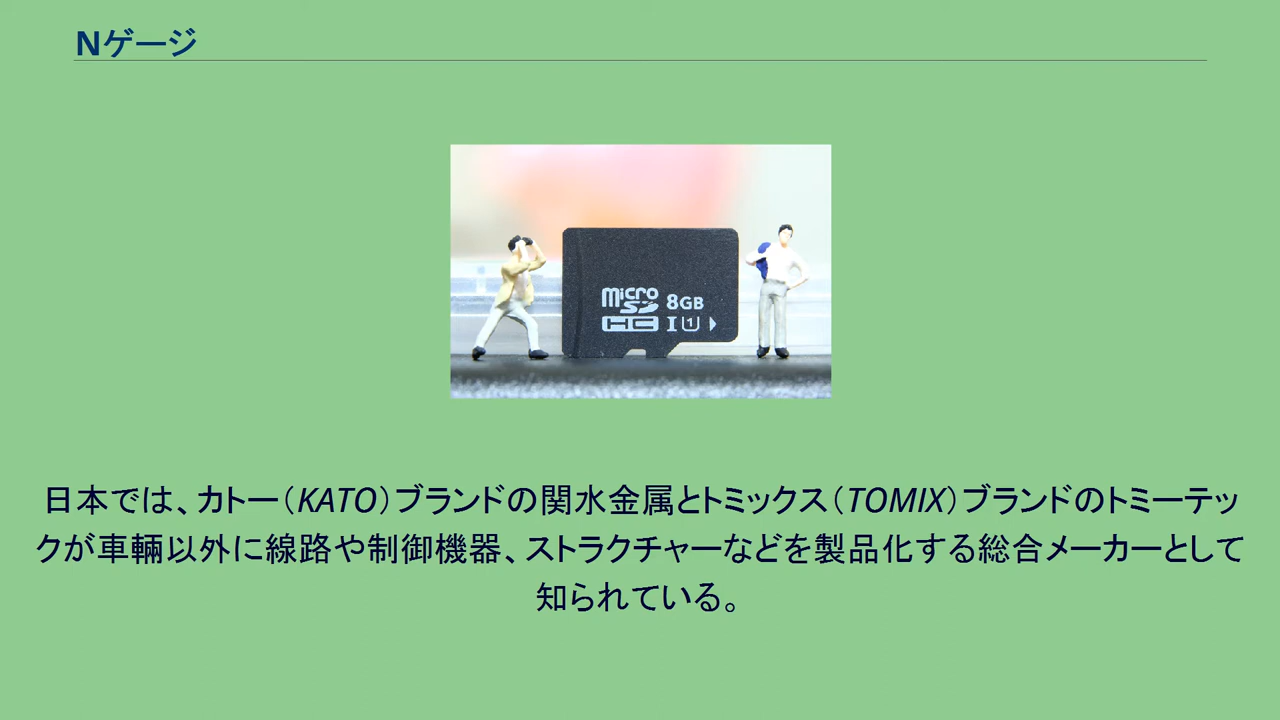 Nゲージ
micro
SD 8GB
HC I U1
日本では、カトー（KATO）ブランドの関水金属とトミックス（TOMIX）ブランドのトミーテッ
クが車輛以外に線路や制御機器、ストラクチャーなどを製品化する総合メーカーとして
知られている。